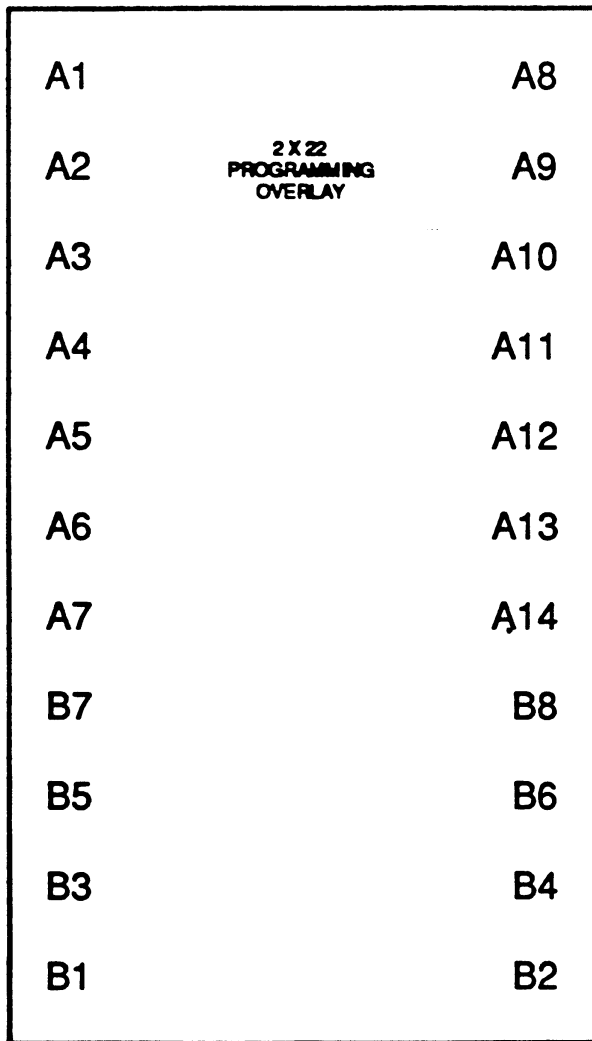 A1 A8
2 X 22
A2 PROGRAMMING A9
OVERLAY
A3 A10
A4 A11
A5 A12
A6 A13
A7 A14
B7 B8
B5 B6
B3 B4
B1 B2